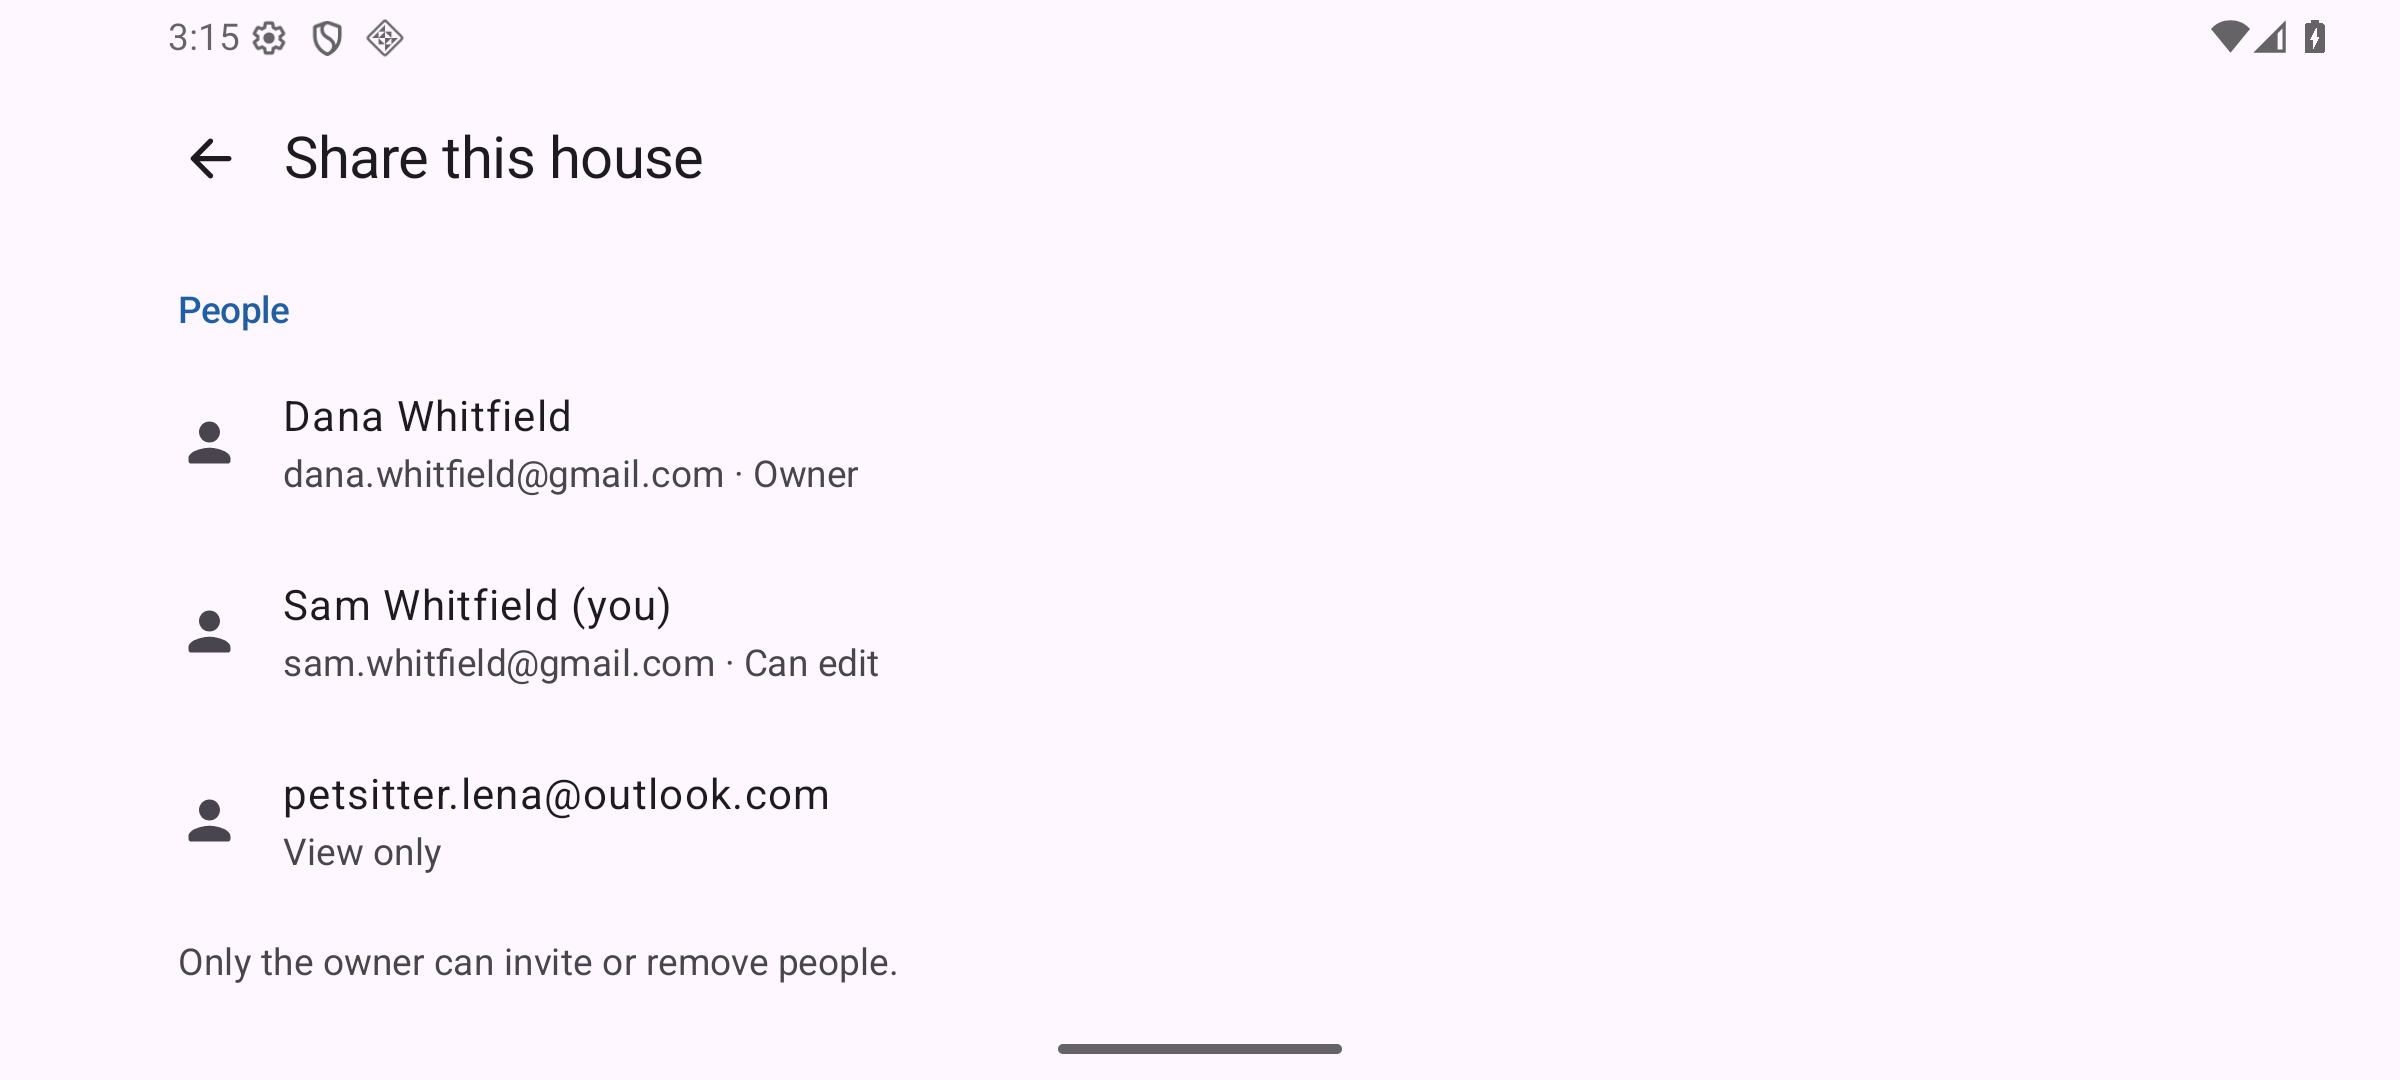 3:15
Share this house
People
Dana Whitfield
dana.whitfield@gmail.com · Owner
Sam Whitfield (you)
sam.whitfield@gmail.com · Can edit
petsitter.lena@outlook.com
View only
Only the owner can invite or remove people.